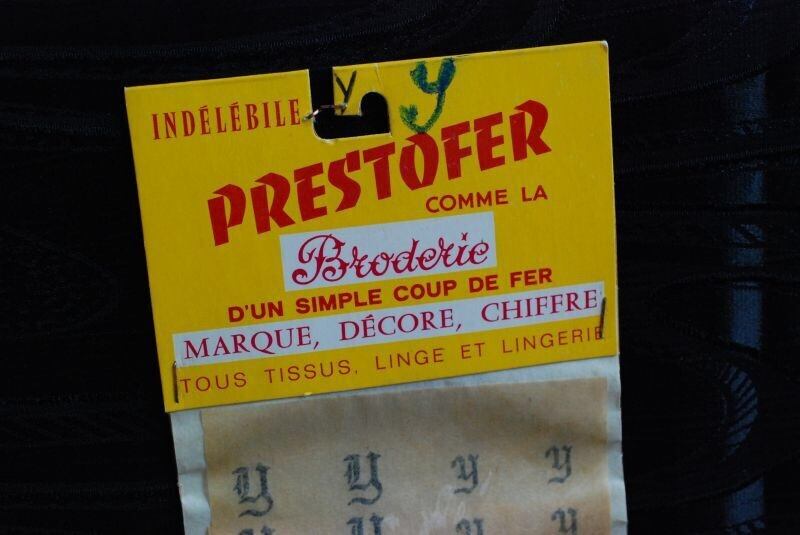 y y
INDÉLÉBILE
PRESTOFER
COMME LA
Broderie
D'UN SIMPLE COUP DE FER
MARQUE, DÉCORE, CHIFFRE
TOUS TISSUS, LINGE ET LINGERIE
y y y y
y y y y